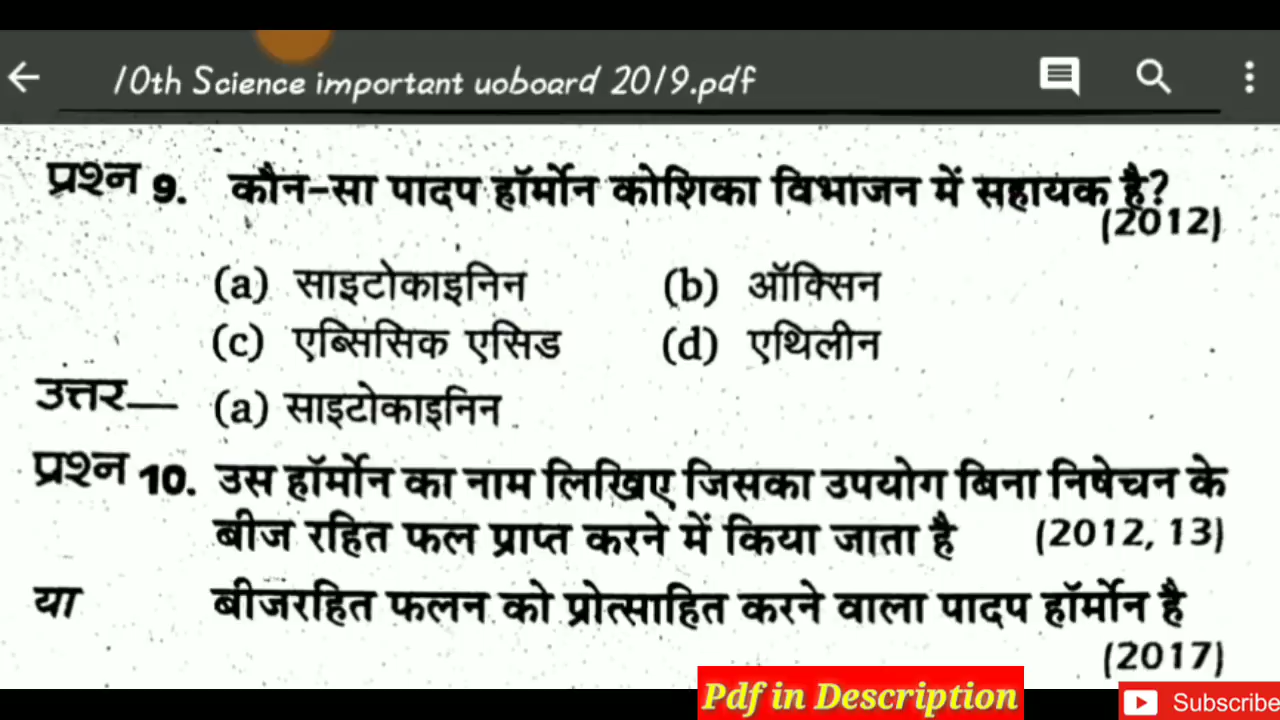 10th Science important uoboard 2019.pdf
प्रश्न 9. कौन-सा पादप हॉर्मोन कोशिका विभाजन में सहायक है?
(2012)
(a) साइटोकाइनिन (b) ऑक्सिन
(c) एब्सिसिक एसिड (d) एथिलीन
उत्तर— (a) साइटोकाइनिन
प्रश्न 10. उस हॉर्मोन का नाम लिखिए जिसका उपयोग बिना निषेचन के
बीज रहित फल प्राप्त करने में किया जाता है (2012, 13)
या बीजरहित फलन को प्रोत्साहित करने वाला पादप हॉर्मोन है
(2017)
Pdf in Description
Subscribe